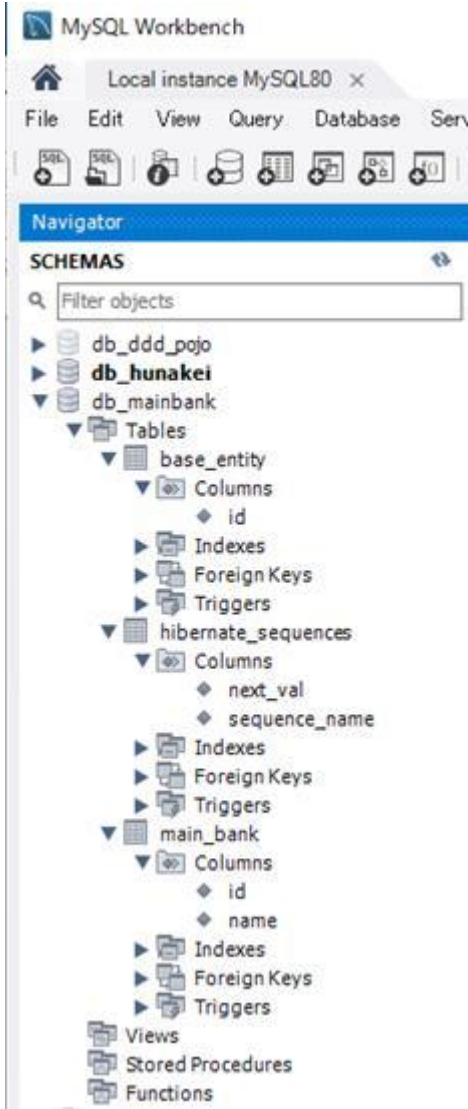 MySQL Workbench
Local instance MySQL80 ×
File Edit View Query Database Serv
SQL SQL
Navigator
SCHEMAS
Filter objects
db_ddd_pojo
db_hunakei
db_mainbank
Tables
base_entity
Columns
id
Indexes
Foreign Keys
Triggers
hibernate_sequences
Columns
next_val
sequence_name
Indexes
Foreign Keys
Triggers
main_bank
Columns
id
name
Indexes
Foreign Keys
Triggers
Views
Stored Procedures
Functions